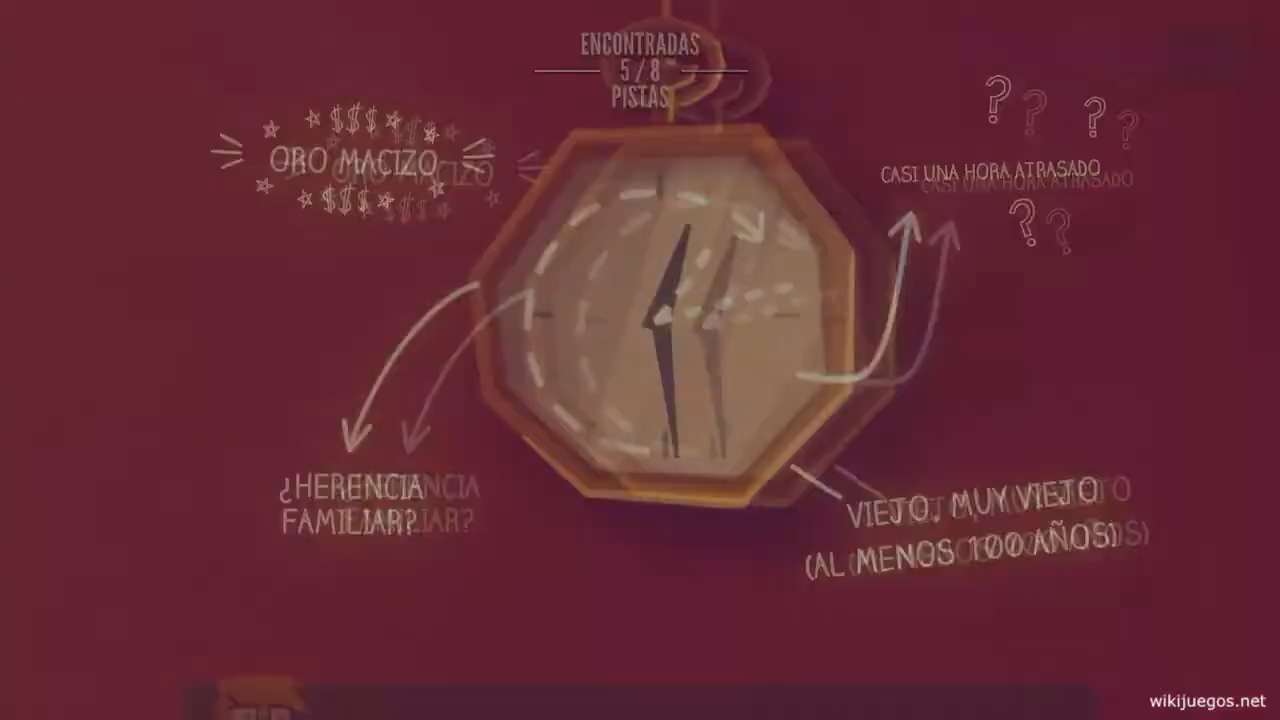 ENCONTRADAS
5 / 8
PISTAS
$$$
ORO MACIZO
$$$
? ?
CASI UNA HORA ATRASADO
?
¿HERENCIA
FAMILIAR?
VIEJO, MUY VIEJO
(AL MENOS 100 AÑOS)
wikijuegos.net